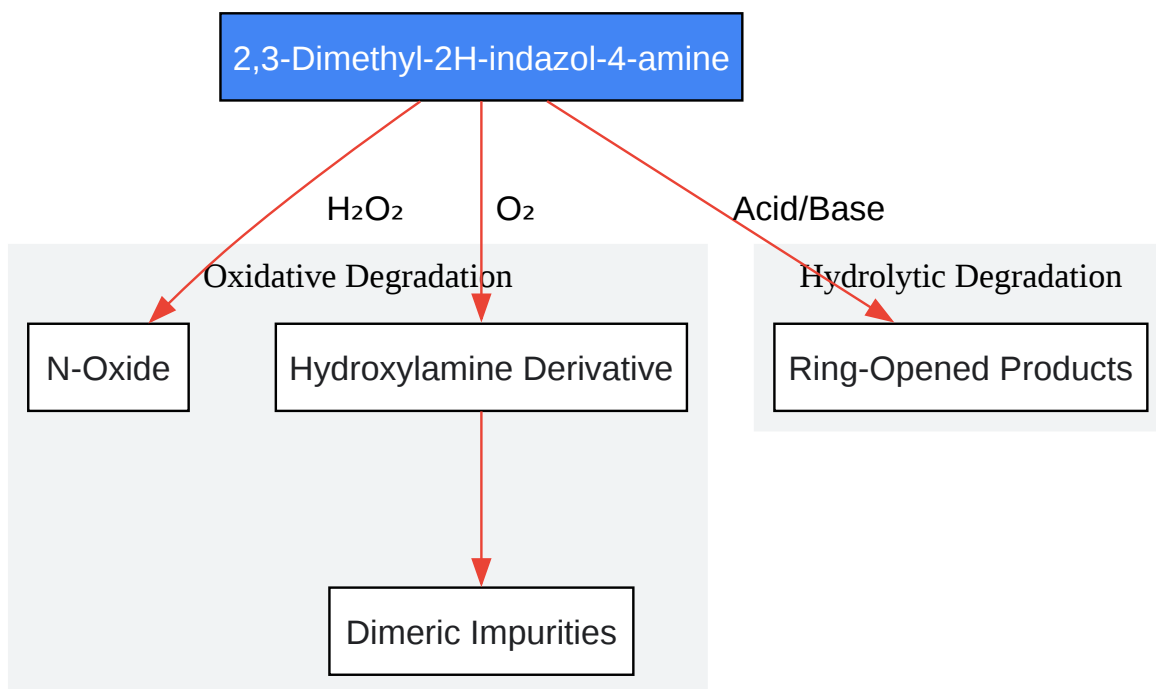 2,3-Dimethyl-2H-indazol-4-amine
H₂O₂
O₂
Acid/Base
Oxidative Degradation
Hydrolytic Degradation
N-Oxide
Hydroxylamine Derivative
Ring-Opened Products
Dimeric Impurities